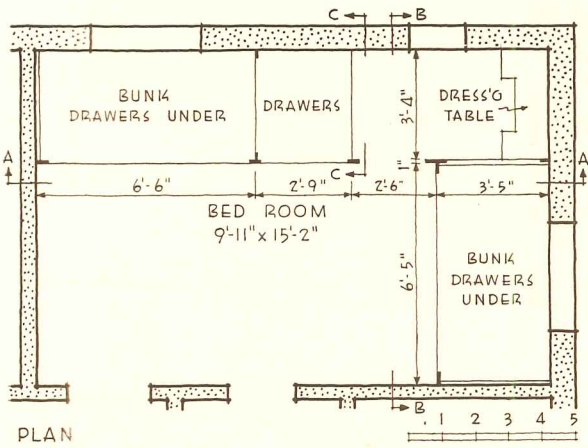 C B
BUNK
DRAWERS UNDER
DRAWERS
3'-4"
DRESS'G
TABLE
A
A
C
1"
6'-6"
2'-9"
2'-6"
3'-5"
BED ROOM
9'-11" x 15'-2"
6'-5"
BUNK
DRAWERS
UNDER
B
PLAN
1 2 3 4 5